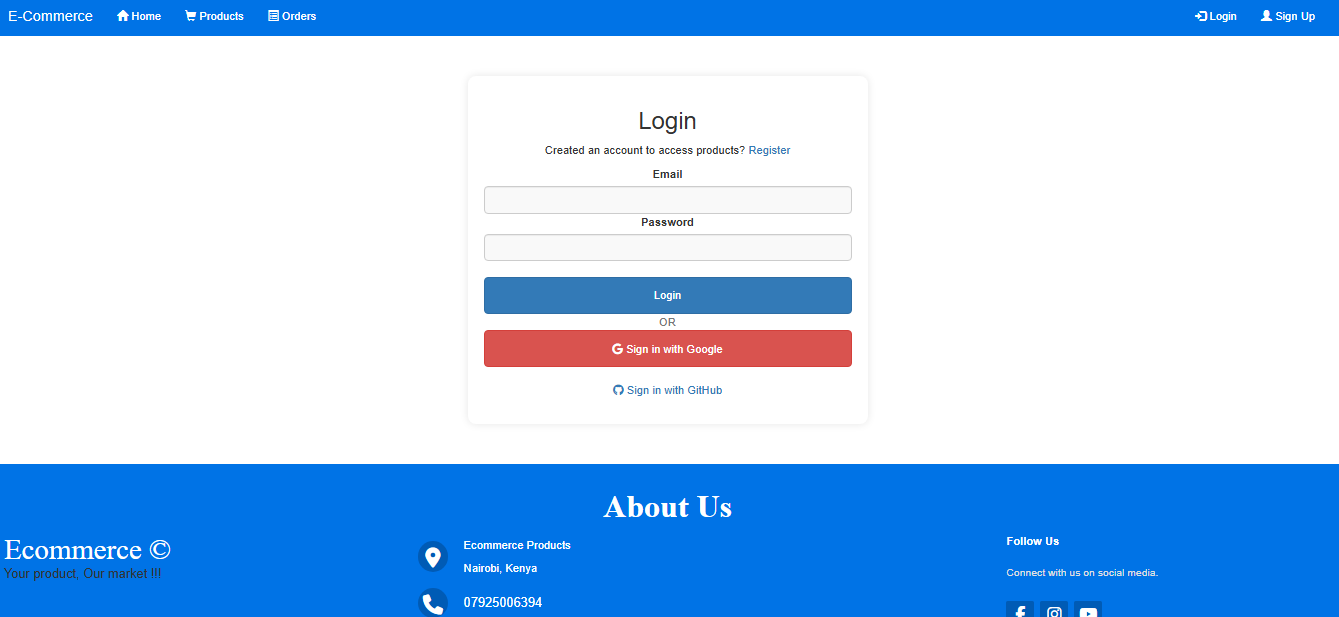 E-Commerce Home Products Orders Login Sign Up
Login
Created an account to access products? Register
Email
Password
Login
OR
Sign in with Google
Sign in with GitHub
About Us
Ecommerce ©
Your product, Our market !!!
Ecommerce Products
Nairobi, Kenya
07925006394
Follow Us
Connect with us on social media.